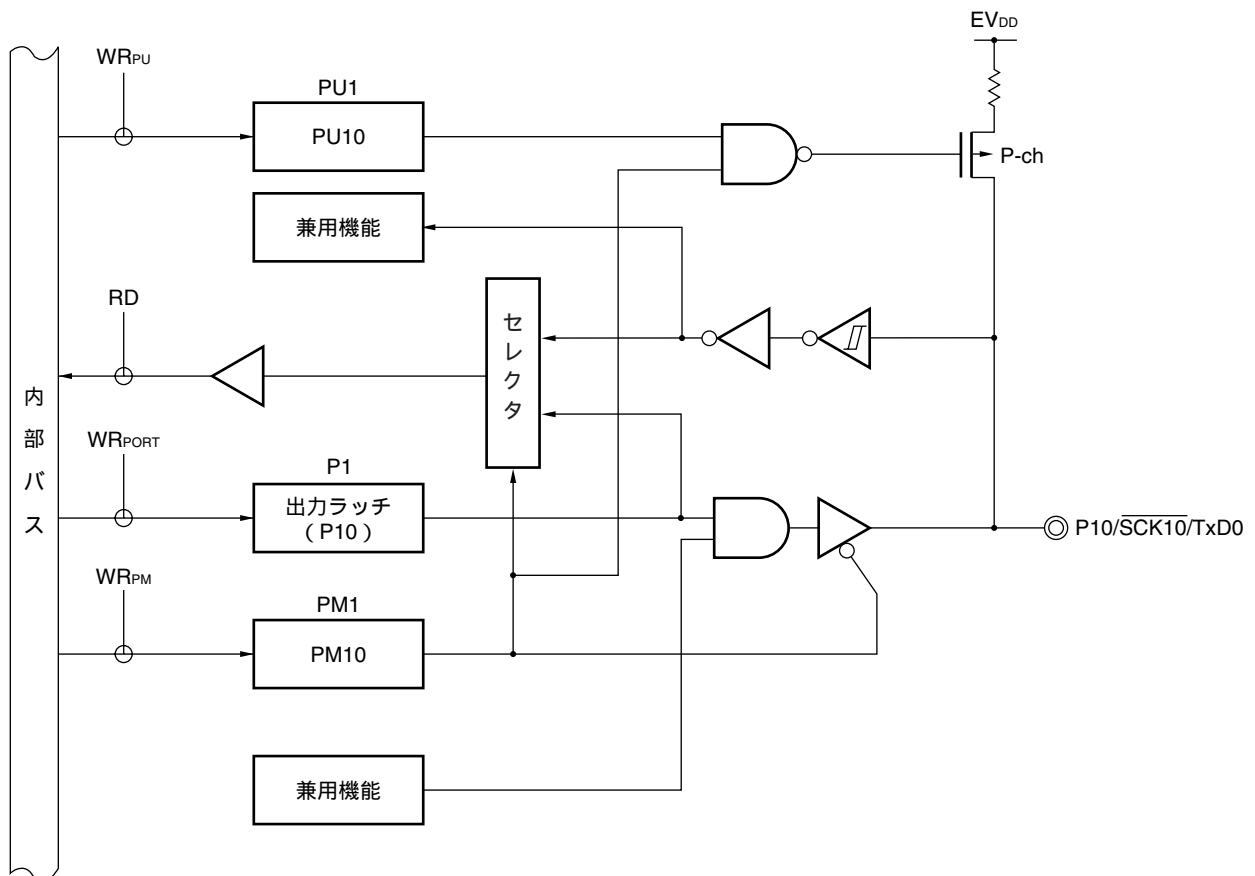 EVDD
WRPU
PU1
PU10
P-ch
兼用機能
RD
セレクタ
内部バス
WRPORT
P1
出力ラッチ
(P10)
P10/SCK10/TxD0
WRPM
PM1
PM10
兼用機能